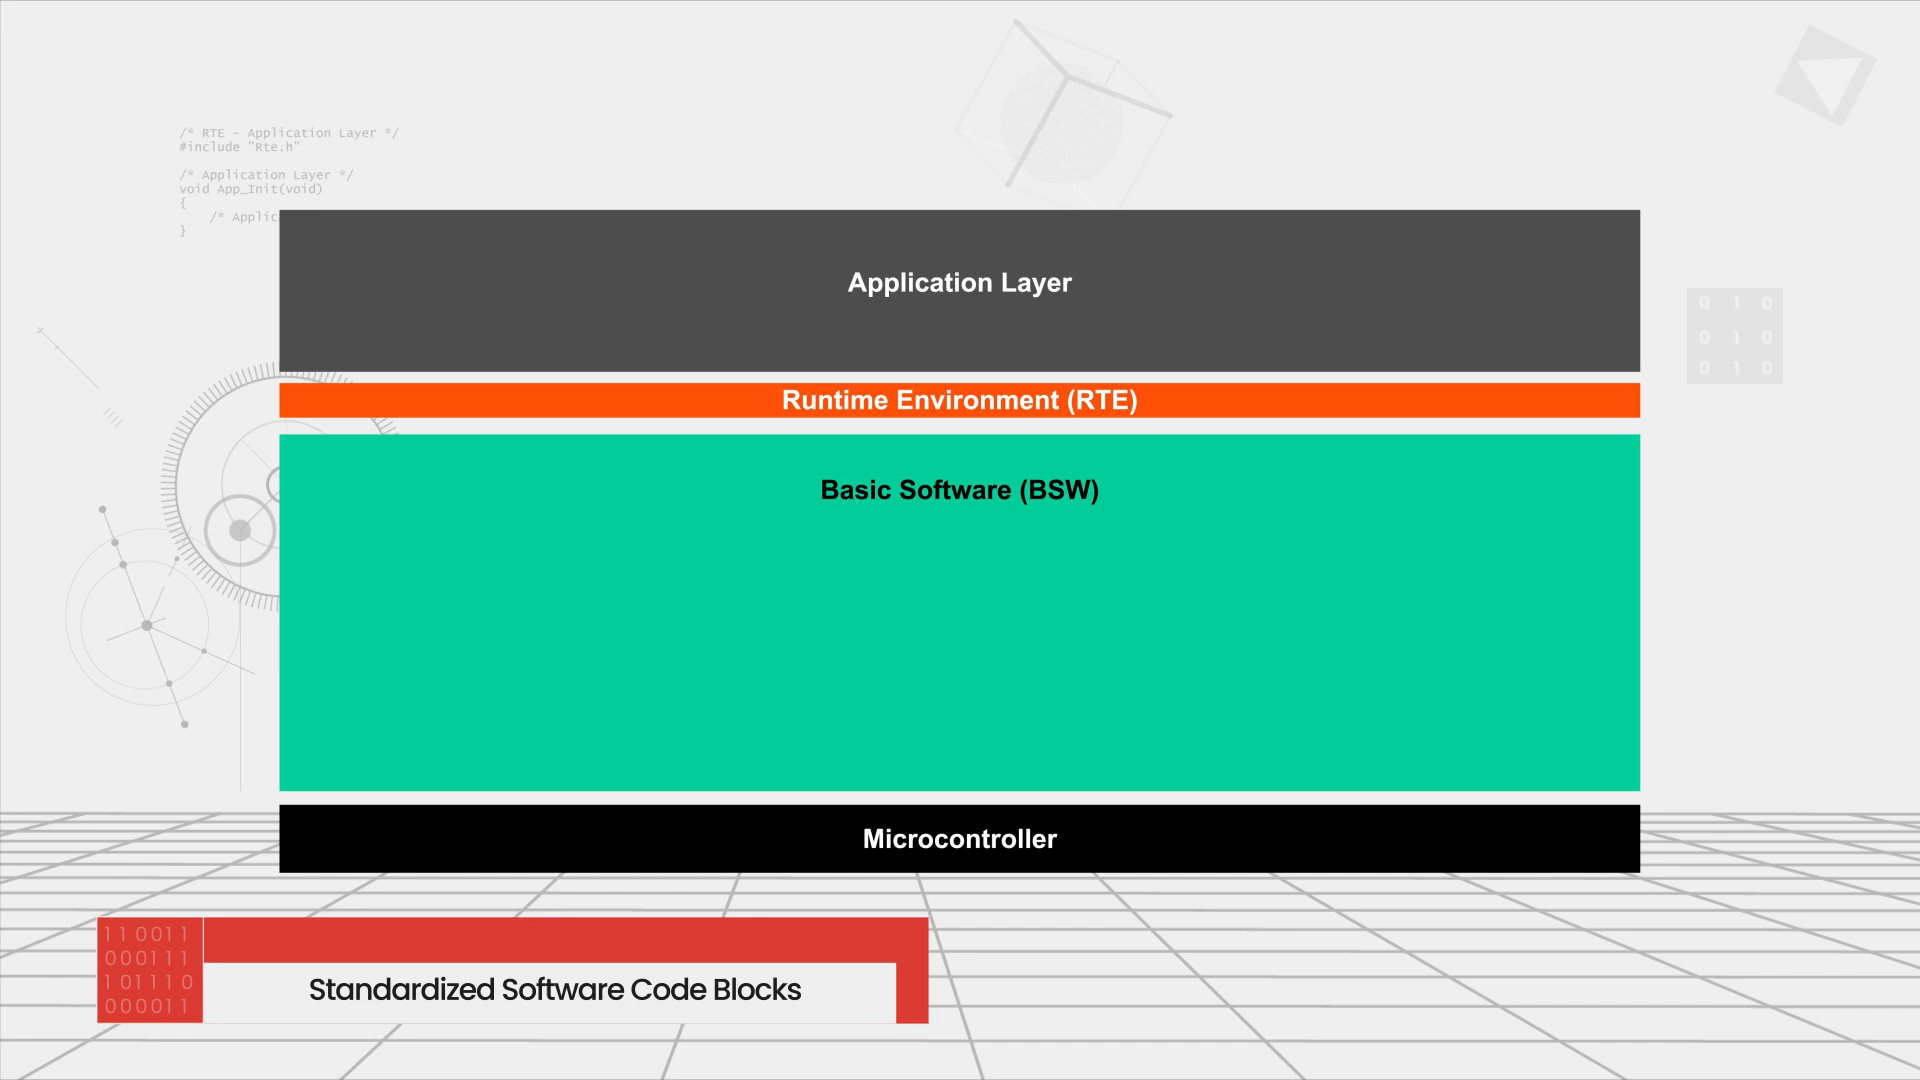 /* RTE - Application Layer */
#include "Rte.h"
/* Application Layer */
void App_Init(void)
{
/* Applic
}
Application Layer
0 1 0
0 1 0
0 1 0
Runtime Environment (RTE)
Basic Software (BSW)
Microcontroller
110011
000111
101110
000011
Standardized Software Code Blocks